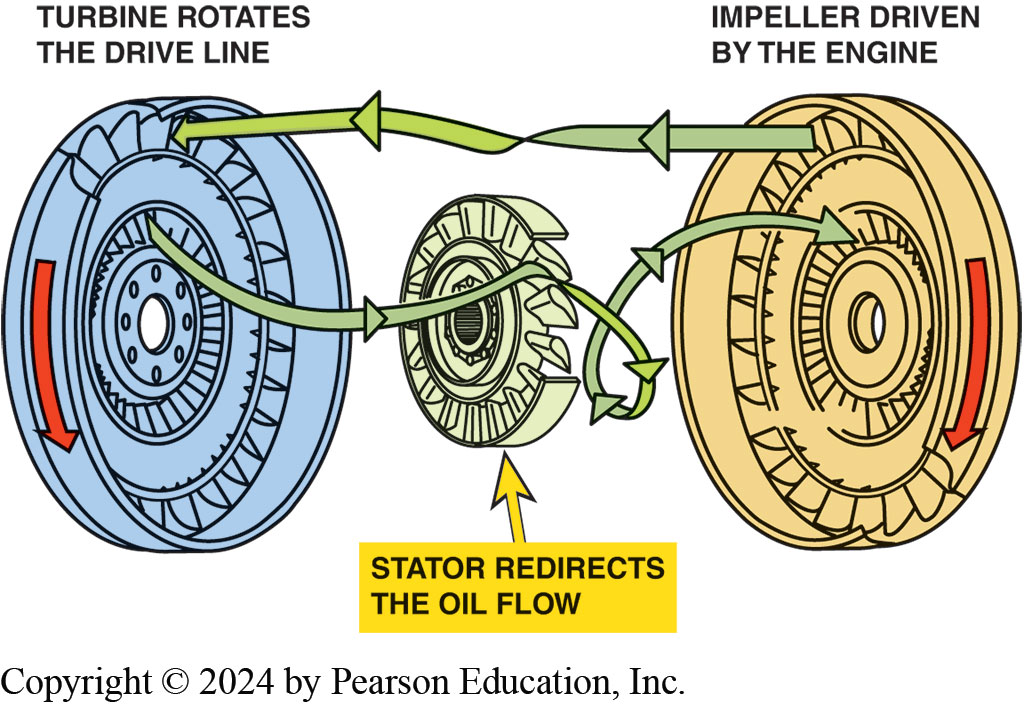 TURBINE ROTATES
THE DRIVE LINE
IMPELLER DRIVEN
BY THE ENGINE
STATOR REDIRECTS
THE OIL FLOW
Copyright © 2024 by Pearson Education, Inc.